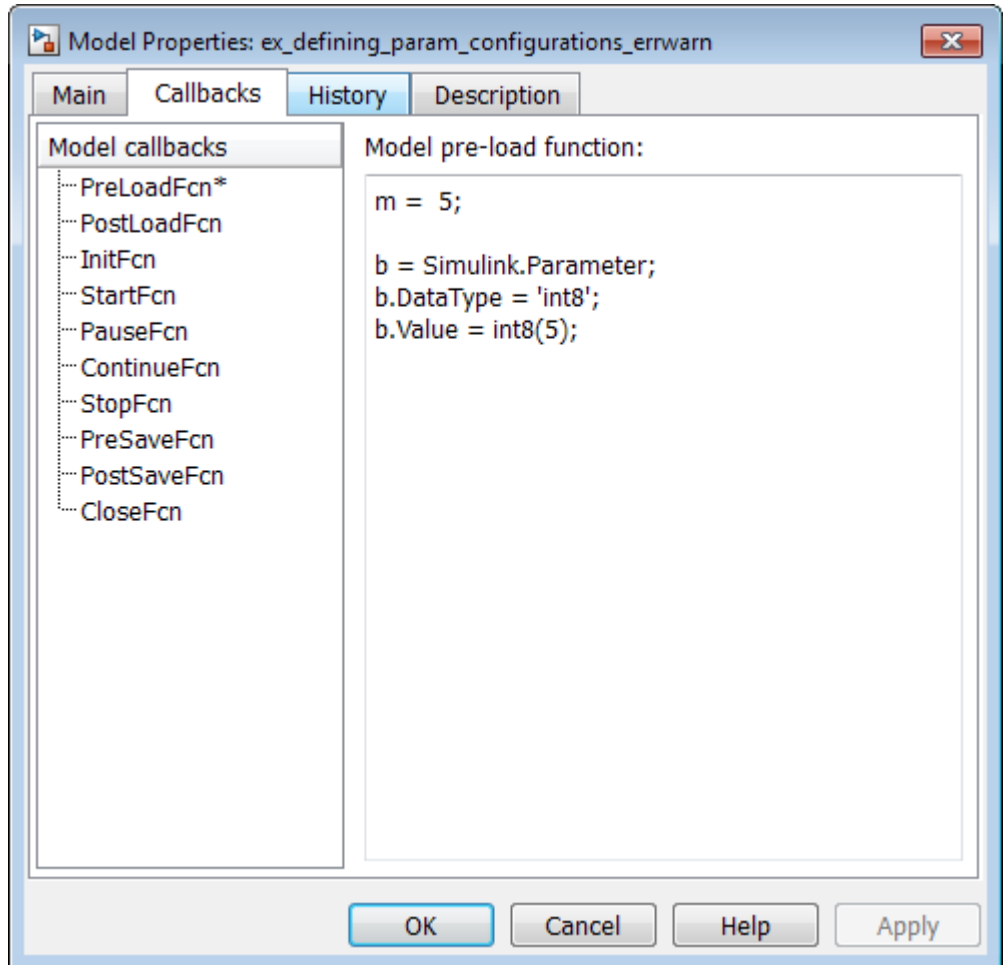 Model Properties: ex_defining_param_configurations_errwarn
Main Callbacks History Description
Model callbacks
PreLoadFcn*
PostLoadFcn
InitFcn
StartFcn
PauseFcn
ContinueFcn
StopFcn
PreSaveFcn
PostSaveFcn
CloseFcn
Model pre-load function:
m =  5;
b = Simulink.Parameter;
b.DataType = 'int8';
b.Value = int8(5);
OK Cancel Help Apply